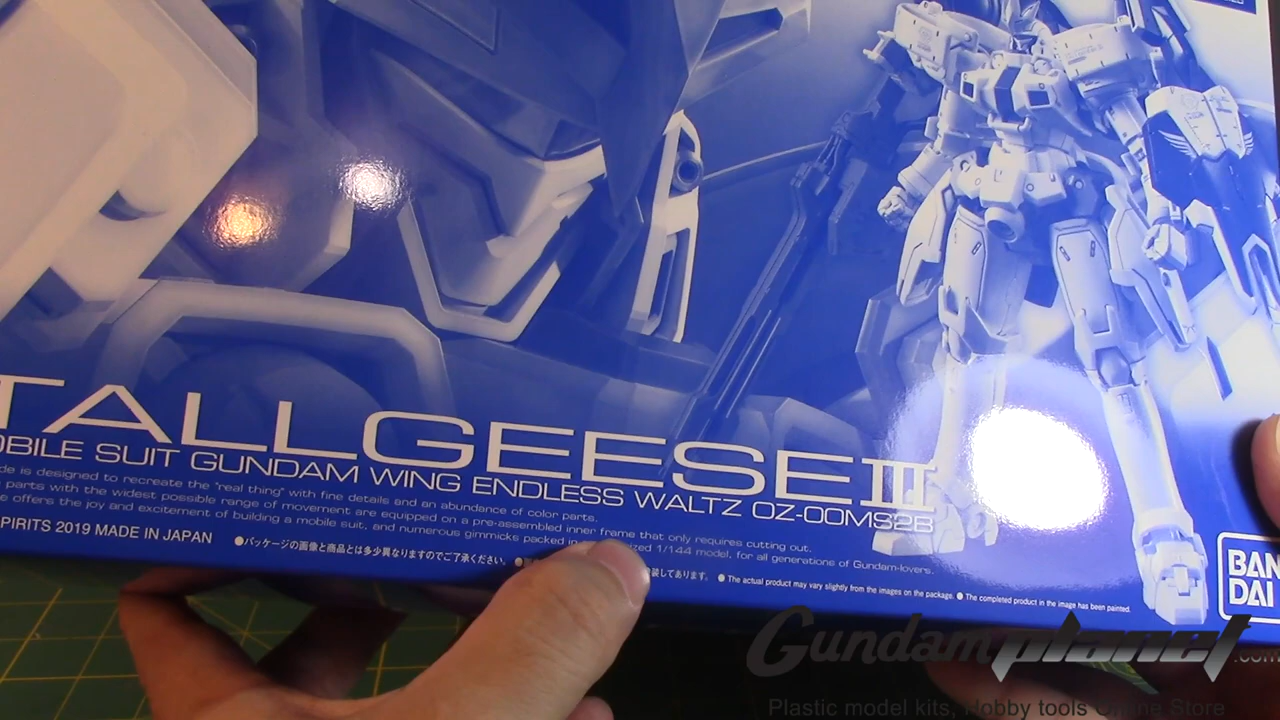 TALLGEESE III
OBILE SUIT GUNDAM WING ENDLESS WALTZ OZ-00MS2B
de is designed to recreate the "real thing" with fine details and an abundance of color parts.
parts with the widest possible range of movement are equipped on a pre-assembled inner frame that only requires cutting out.
e offers the joy and excitement of building a mobile suit, and numerous gimmicks packed in ized 1/144 model, for all generations of Gundam-lovers.
PIRITS 2019 MADE IN JAPAN
●パッケージの画像と商品とは多少異なりますのでご了承ください。 装してあります。 ● The actual product may vary slightly from the images on the package. ● The completed product in the image has been painted.
BAN
DAI
Gundam planet .com
Plastic model kits, Hobby tools Online Store